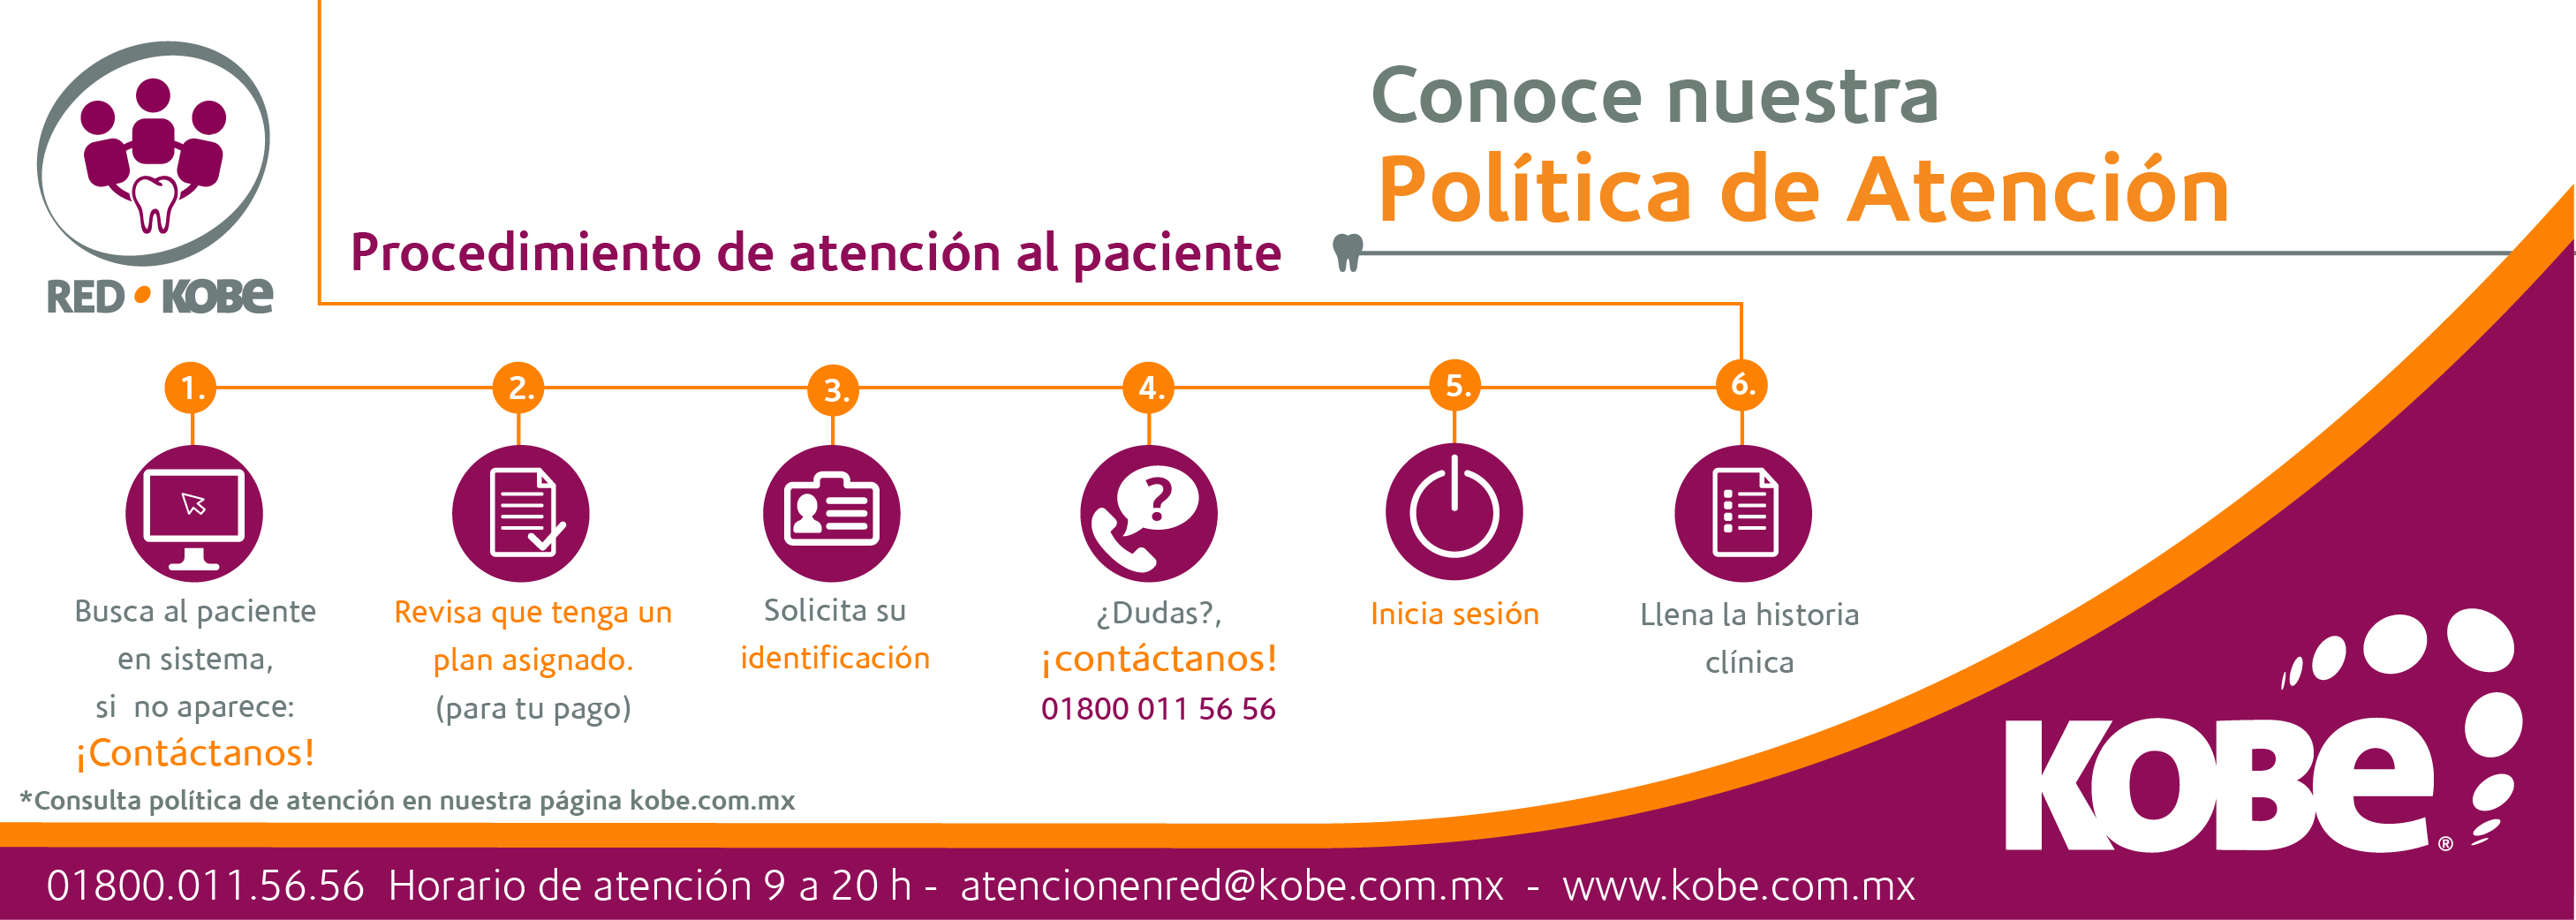 RED • KOBe
Conoce nuestra
Política de Atención
Procedimiento de atención al paciente
1.
Busca al paciente
en sistema,
si no aparece:
¡Contáctanos!
2.
Revisa que tenga un
plan asignado.
(para tu pago)
3.
Solicita su
identificación
4.
?
¿Dudas?,
¡contáctanos!
01800 011 56 56
5.
Inicia sesión
6.
Llena la historia
clínica
*Consulta política de atención en nuestra página kobe.com.mx
KOBe®
01800.011.56.56 Horario de atención 9 a 20 h - atencionenred@kobe.com.mx - www.kobe.com.mx